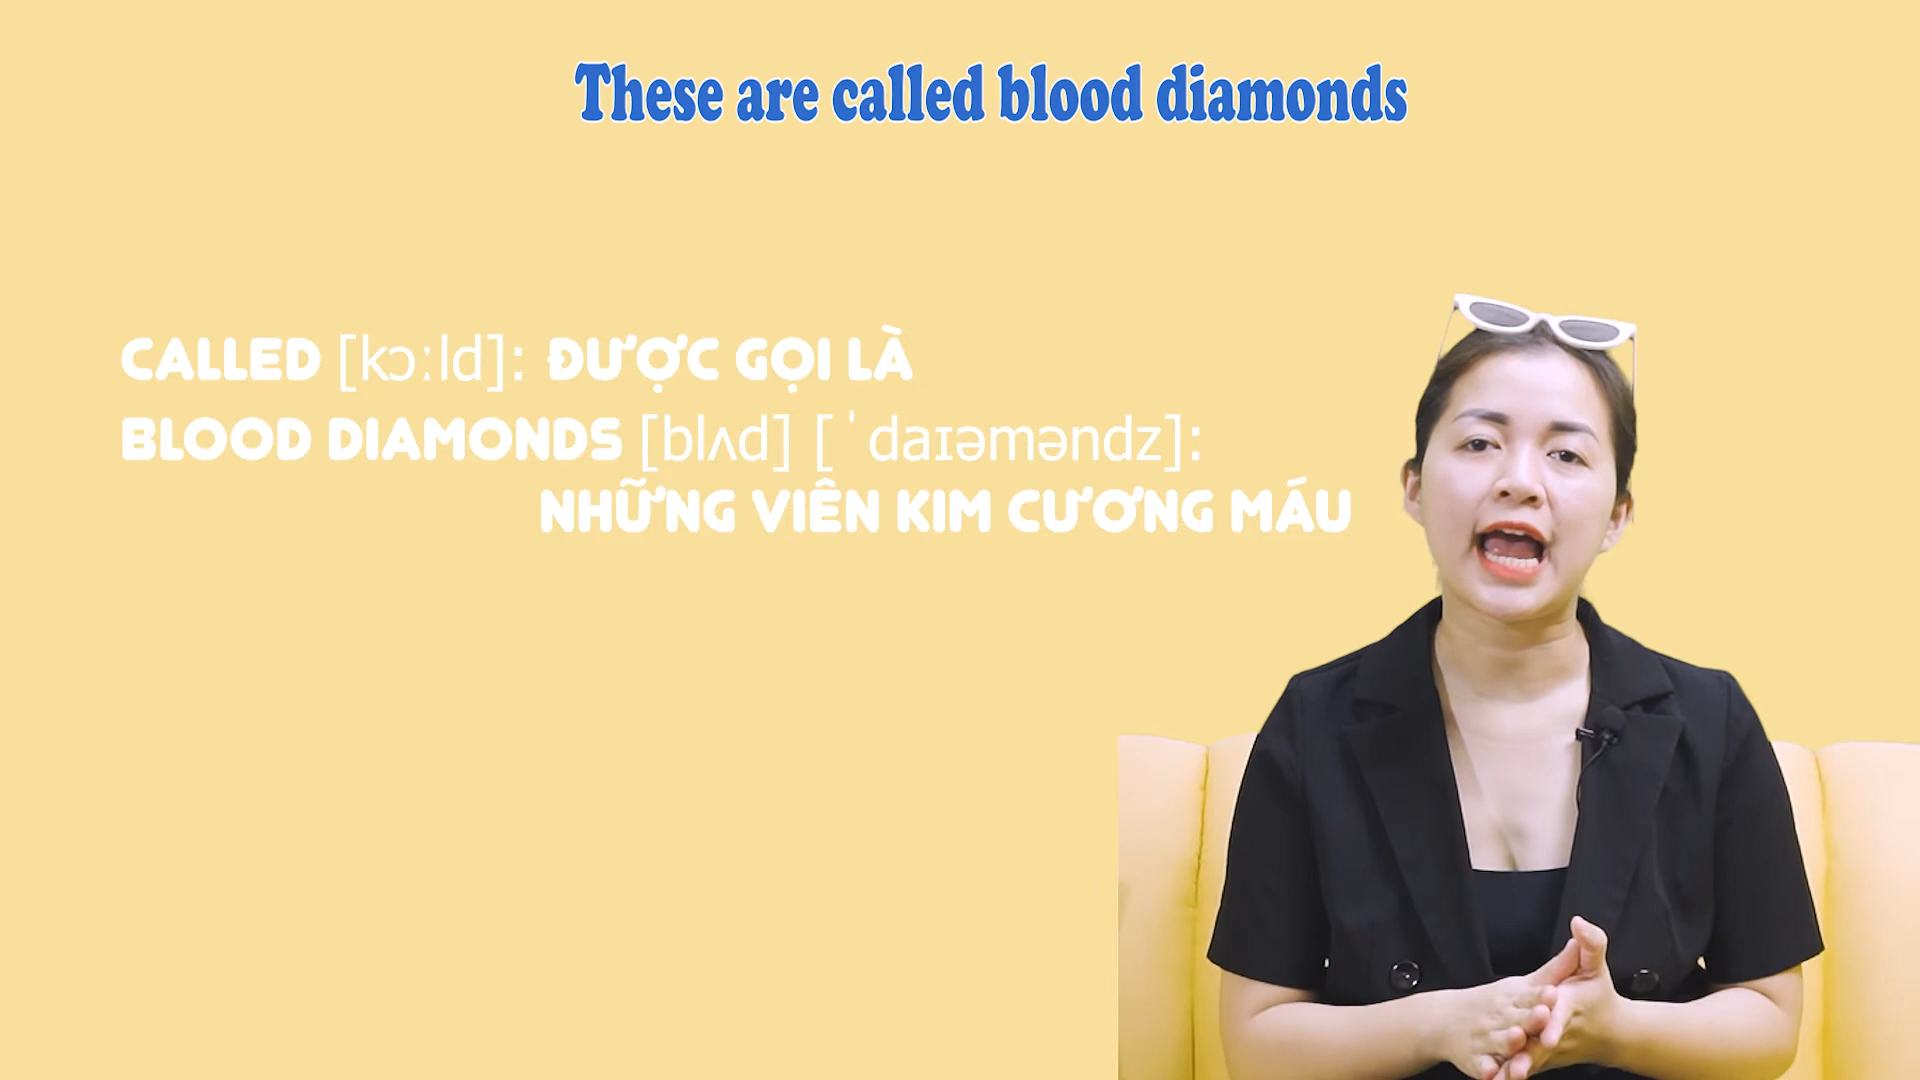 These are called blood diamonds
CALLED [kɔːld]: ĐƯỢC GỌI LÀ
BLOOD DIAMONDS [blʌd] [ˈdaɪəməndz]:
NHỮNG VIÊN KIM CƯƠNG MÁU